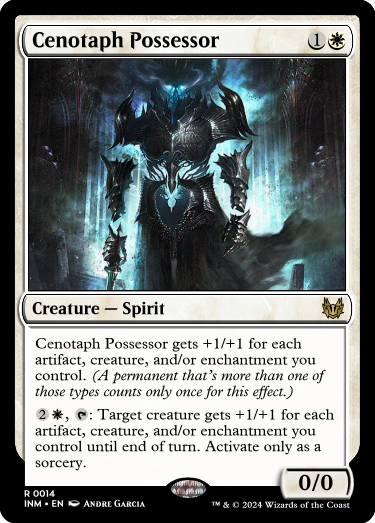 Cenotaph Possessor 1
Creature — Spirit
Cenotaph Possessor gets +1/+1 for each
artifact, creature, and/or enchantment you
control. (A permanent that's more than one of
those types counts only once for this effect.)
2 , : Target creature gets +1/+1 for each
artifact, creature, and/or enchantment you
control until end of turn. Activate only as a
sorcery.
0/0
R 0014
INM • EN ANDRE GARCIA ™ & © 2024 Wizards of the Coast